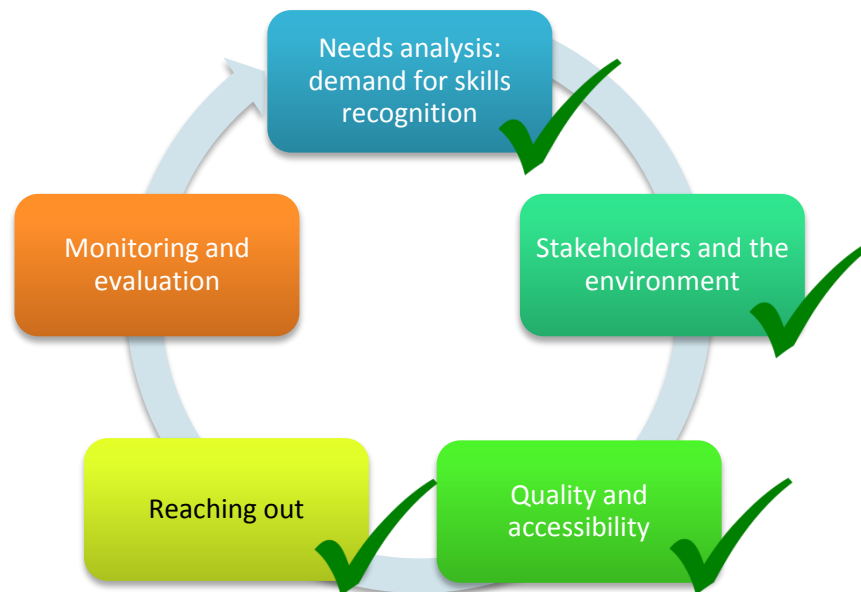 Needs analysis:
demand for skills
recognition
Stakeholders and the
environment
Quality and
accessibility
Reaching out
Monitoring and
evaluation